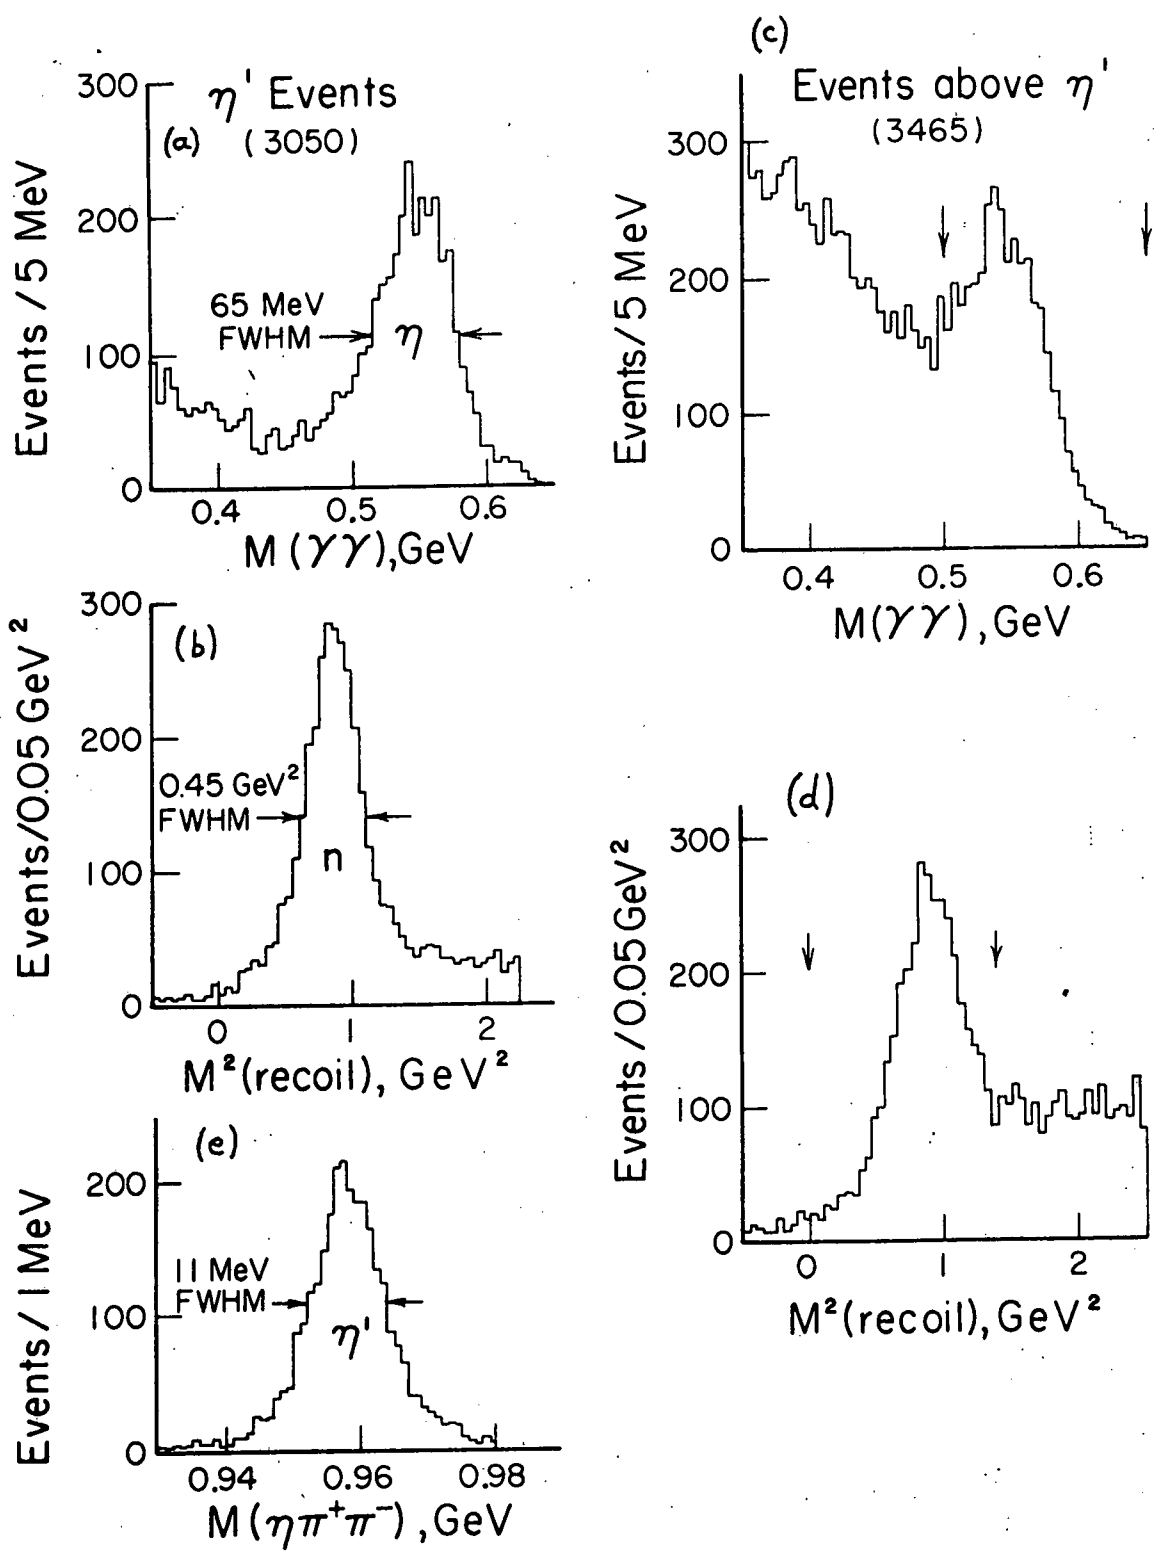 η' Events
(a) (3050)
300
200
100
0
Events / 5 MeV
65 MeV
FWHM
η
0.4 0.5 0.6
M (γγ), GeV
(b)
300
200
100
0
Events/0.05 GeV²
0.45 GeV²
FWHM
n
0 1 2
M²(recoil), GeV²
(e)
200
100
0
Events / 1 MeV
11 MeV
FWHM
η'
0.94 0.96 0.98
M (ηπ⁺π⁻), GeV
(c)
Events above η'
(3465)
300
200
100
0
Events/5 MeV
0.4 0.5 0.6
M(γγ), GeV
(d)
300
200
100
0
Events /0.05 GeV²
0 1 2
M²(recoil), GeV²